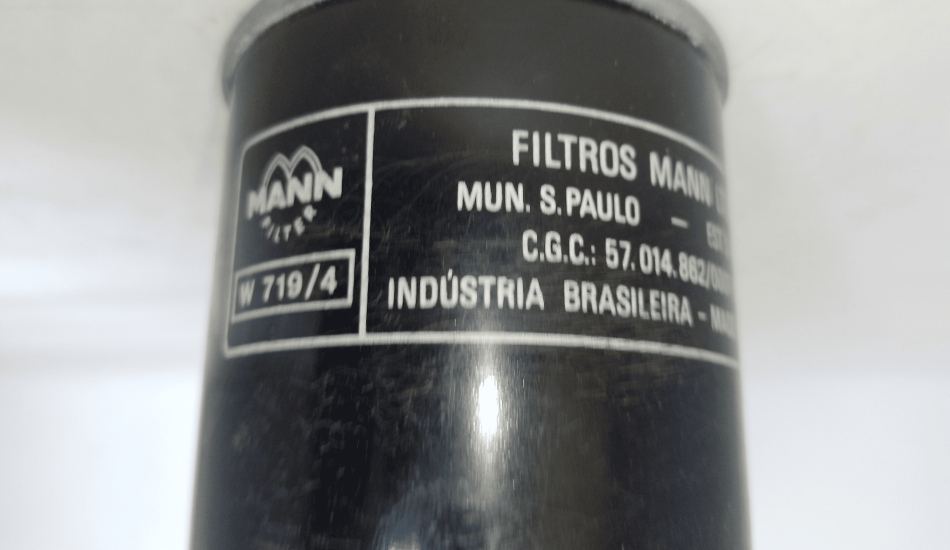 MANN
FILTER
W 719/4
FILTROS MANN
MUN. S. PAULO —
C.G.C.: 57.014.862/
INDÚSTRIA BRASILEIRA -